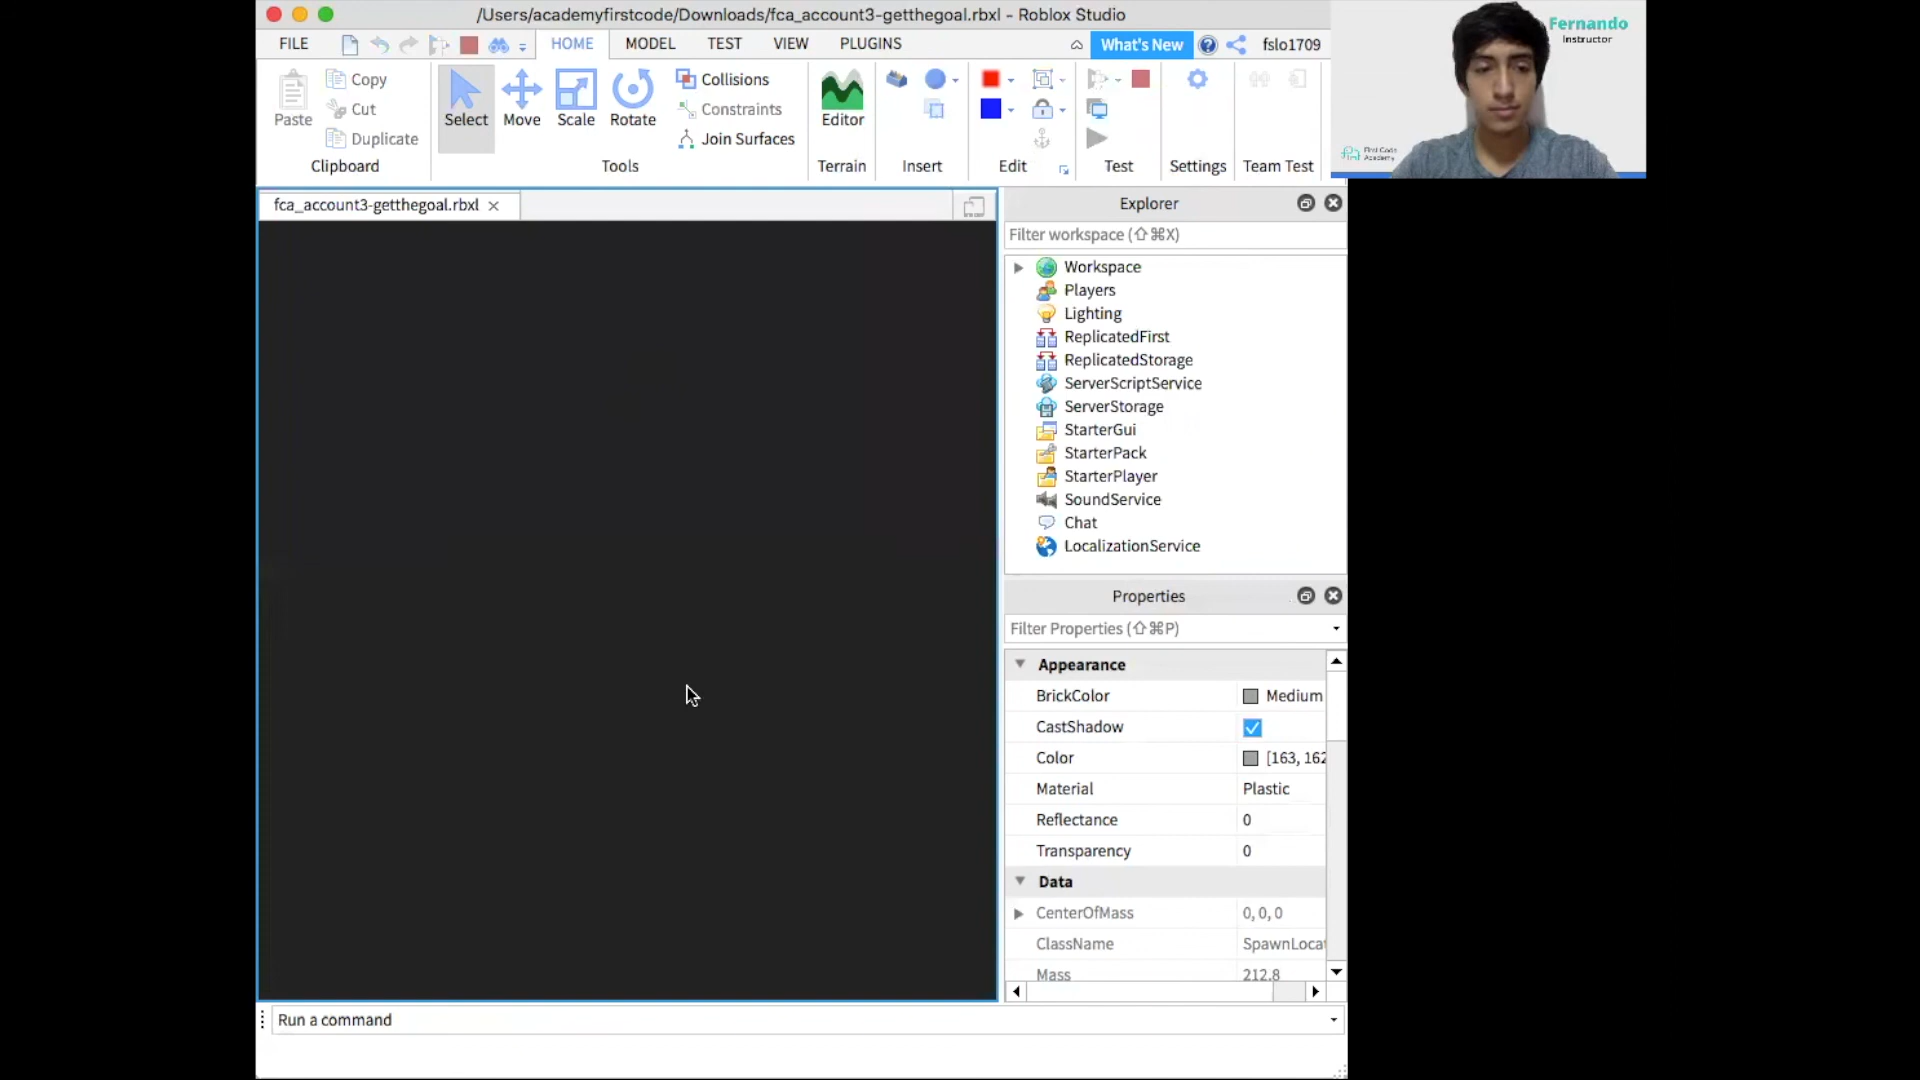 /Users/academyfirstcode/Downloads/fca_account3-getthegoal.rbxl - Roblox Studio
Fernando
Instructor
FILE HOME MODEL TEST VIEW PLUGINS What's New fslo1709
Paste
Copy
Cut
Duplicate
Clipboard
Select
Move
Scale
Rotate
Collisions
Constraints
Join Surfaces
Tools
Editor
Terrain
Insert
Edit
Test
Settings
Team Test
First Code
Academy
fca_account3-getthegoal.rbxl
Explorer
Filter workspace (⇧⌘X)
Workspace
Players
Lighting
ReplicatedFirst
ReplicatedStorage
ServerScriptService
ServerStorage
StarterGui
StarterPack
StarterPlayer
SoundService
Chat
LocalizationService
Properties
Filter Properties (⇧⌘P)
Appearance
BrickColor Medium
CastShadow
Color [163, 162
Material Plastic
Reflectance 0
Transparency 0
Data
CenterOfMass 0, 0, 0
ClassName SpawnLocat
Mass 212.8
Run a command